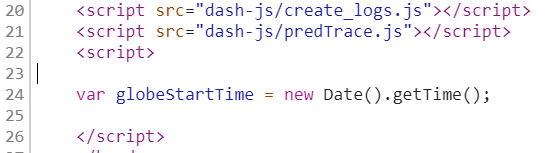 20 <script src="dash-js/create_logs.js"></script>
21 <script src="dash-js/predTrace.js"></script>
22 <script>
23
24 var globeStartTime = new Date().getTime();
25
26 </script>